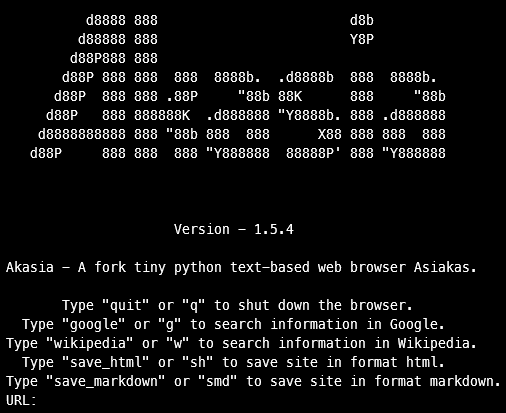 d8888 888                        d8b
         d88888 888                        Y8P
        d88P888 888
       d88P 888 888  888  8888b.  .d8888b  888  8888b.
      d88P  888 888 .88P     "88b 88K      888     "88b
     d88P   888 888888K  .d888888 "Y8888b. 888 .d888888
    d8888888888 888 "88b 888  888      X88 888 888  888
   d88P     888 888  888 "Y888888  88888P' 888 "Y888888
Version - 1.5.4
Akasia - A fork tiny python text-based web browser Asiakas.
Type "quit" or "q" to shut down the browser.
Type "google" or "g" to search information in Google.
Type "wikipedia" or "w" to search information in Wikipedia.
Type "save_html" or "sh" to save site in format html.
Type "save_markdown" or "smd" to save site in format markdown.
URL: